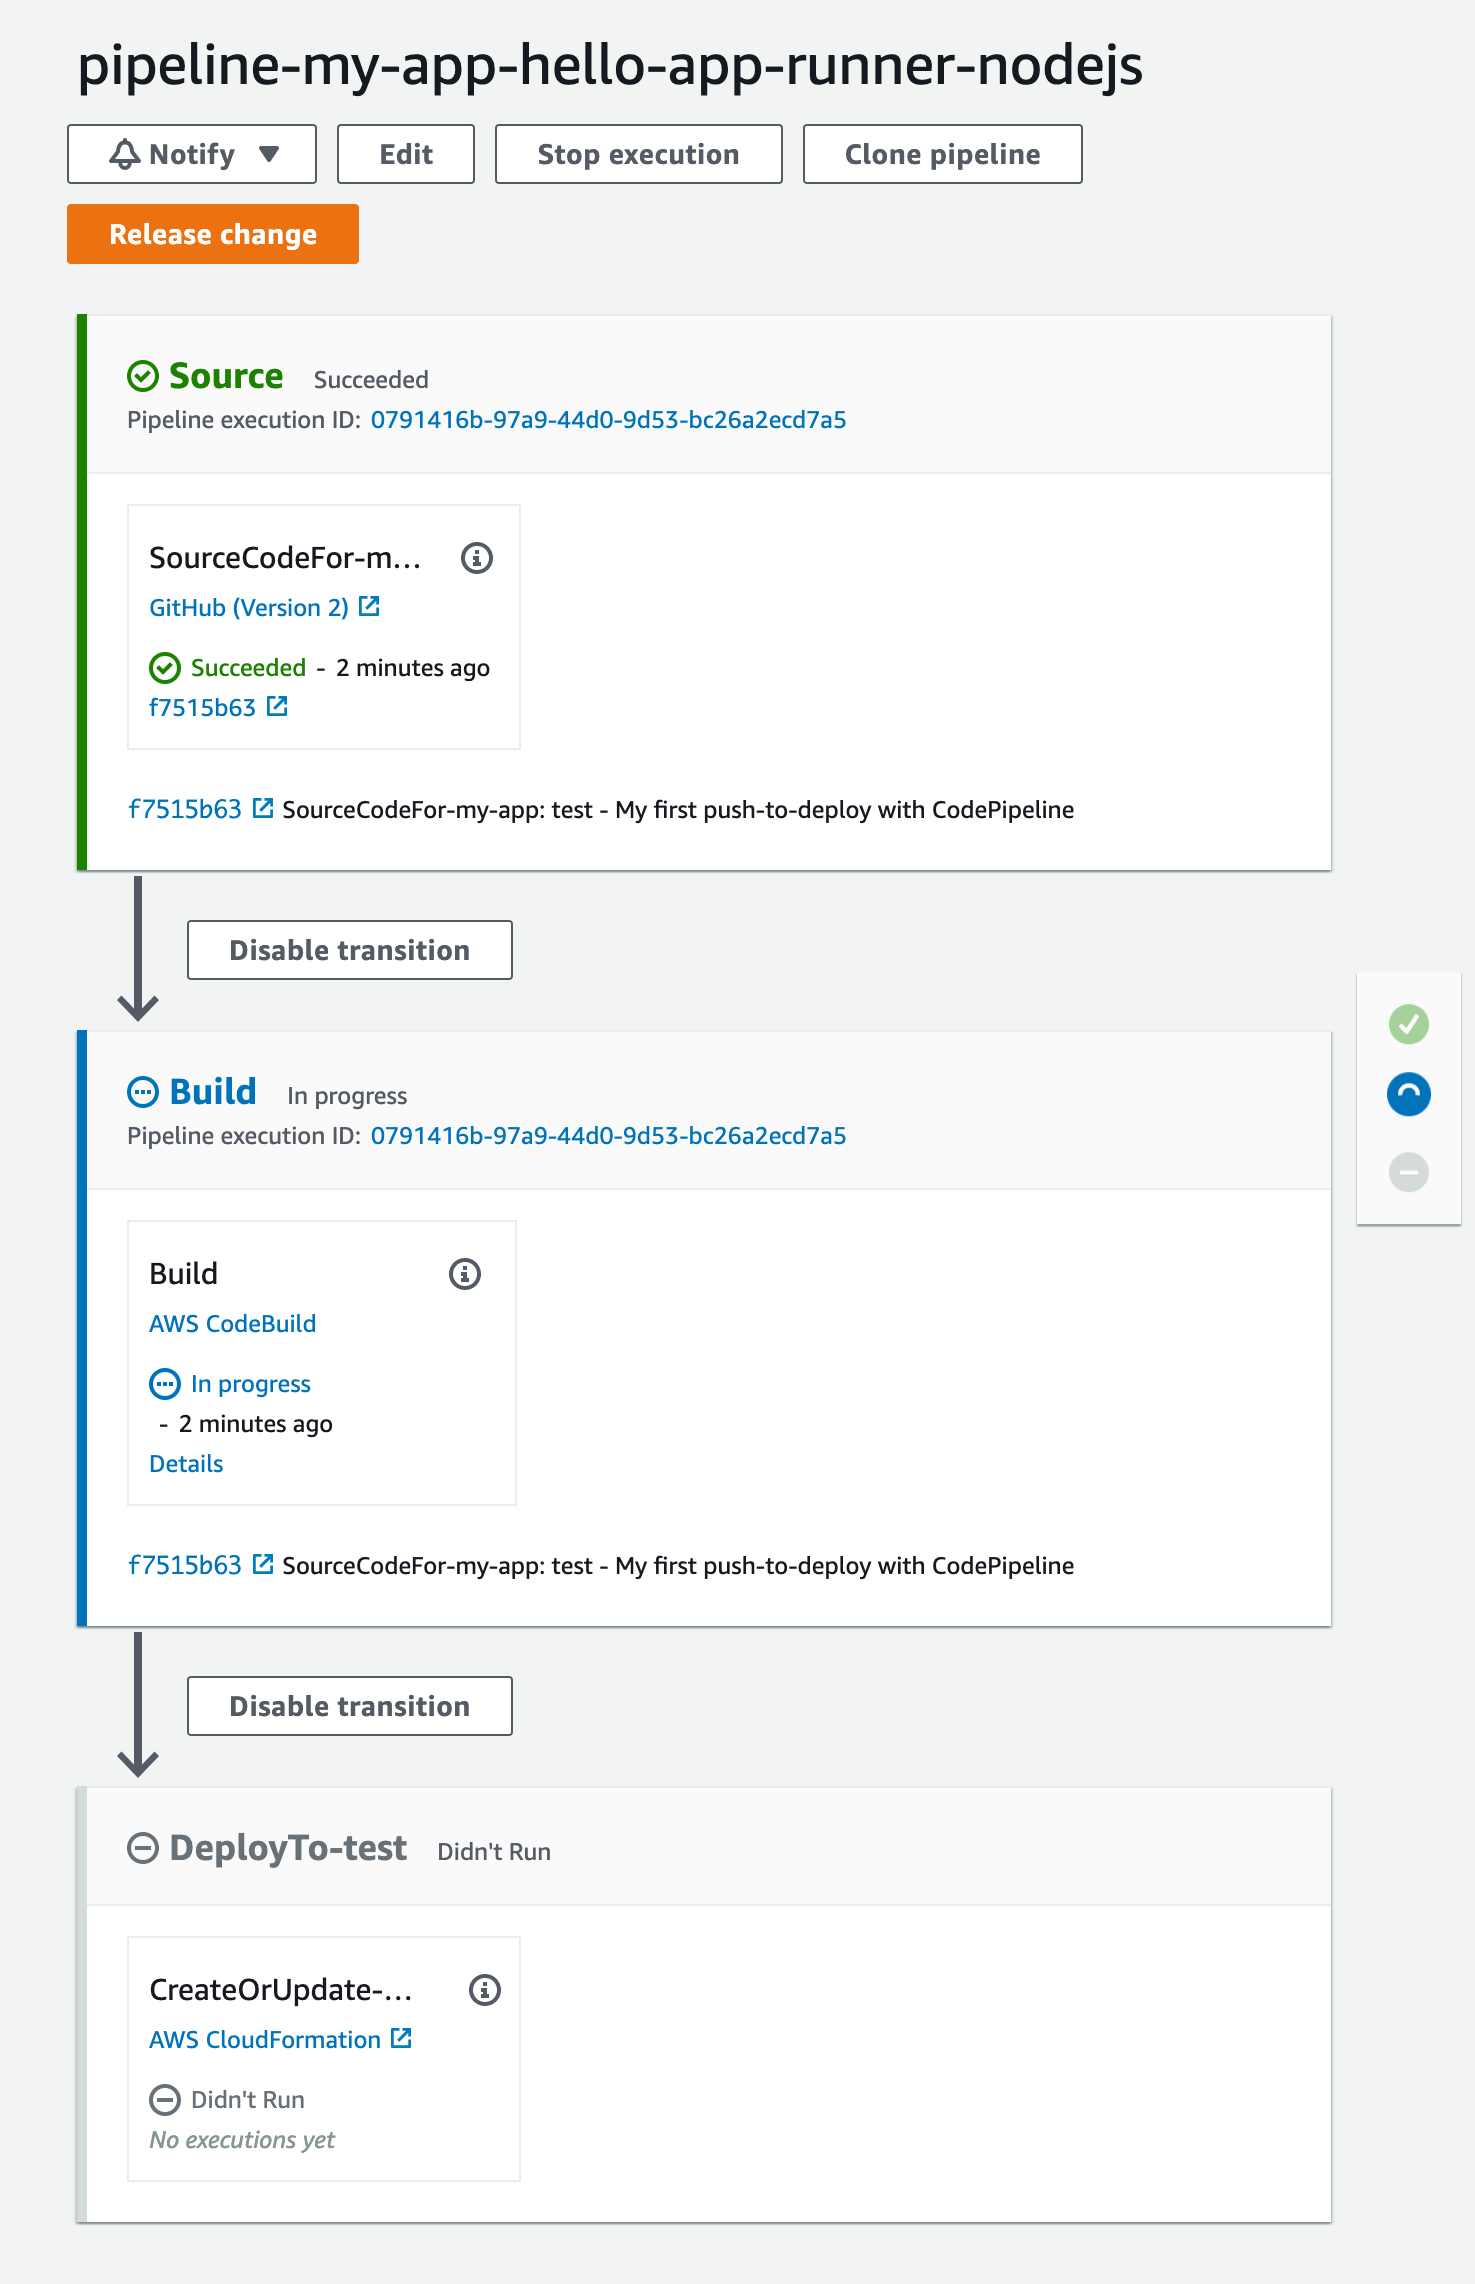 pipeline-my-app-hello-app-runner-nodejs
Notify
Edit
Stop execution
Clone pipeline
Release change
Source Succeeded
Pipeline execution ID: 0791416b-97a9-44d0-9d53-bc26a2ecd7a5
SourceCodeFor-m...
GitHub (Version 2)
Succeeded - 2 minutes ago
f7515b63
f7515b63 SourceCodeFor-my-app: test - My first push-to-deploy with CodePipeline
Disable transition
Build In progress
Pipeline execution ID: 0791416b-97a9-44d0-9d53-bc26a2ecd7a5
Build
AWS CodeBuild
In progress
- 2 minutes ago
Details
f7515b63 SourceCodeFor-my-app: test - My first push-to-deploy with CodePipeline
Disable transition
DeployTo-test Didn't Run
CreateOrUpdate-...
AWS CloudFormation
Didn't Run
No executions yet